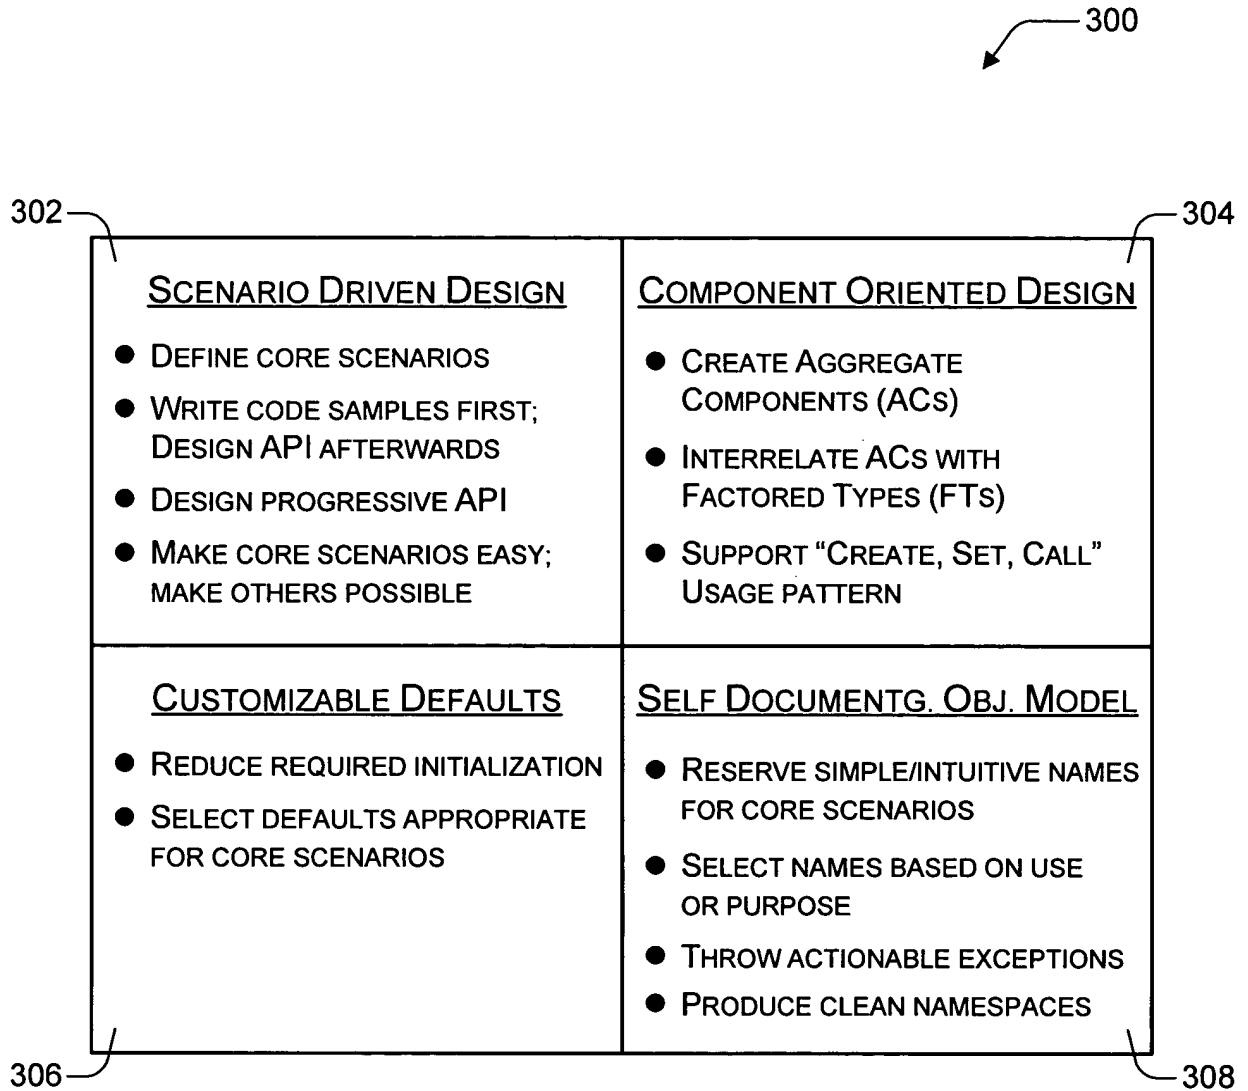 300
302
304
SCENARIO DRIVEN DESIGN
● DEFINE CORE SCENARIOS
● WRITE CODE SAMPLES FIRST;
DESIGN API AFTERWARDS
● DESIGN PROGRESSIVE API
● MAKE CORE SCENARIOS EASY;
MAKE OTHERS POSSIBLE
COMPONENT ORIENTED DESIGN
● CREATE AGGREGATE
COMPONENTS (ACS)
● INTERRELATE ACS WITH
FACTORED TYPES (FTS)
● SUPPORT “CREATE, SET, CALL”
USAGE PATTERN
CUSTOMIZABLE DEFAULTS
● REDUCE REQUIRED INITIALIZATION
● SELECT DEFAULTS APPROPRIATE
FOR CORE SCENARIOS
SELF DOCUMENTG. OBJ. MODEL
● RESERVE SIMPLE/INTUITIVE NAMES
FOR CORE SCENARIOS
● SELECT NAMES BASED ON USE
OR PURPOSE
● THROW ACTIONABLE EXCEPTIONS
● PRODUCE CLEAN NAMESPACES
306
308